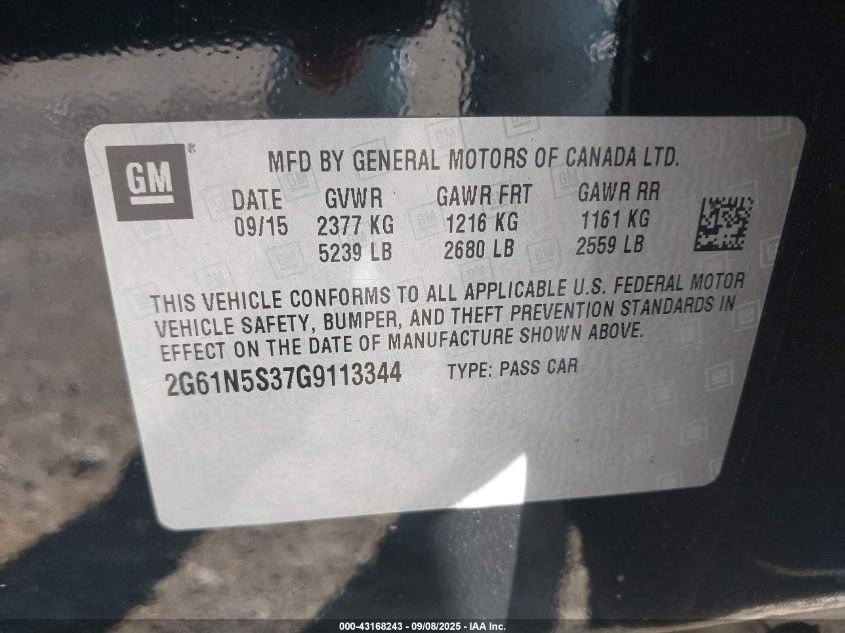 GM ®
MFD BY GENERAL MOTORS OF CANADA LTD.
DATE GVWR GAWR FRT GAWR RR
09/15 2377 KG 1216 KG 1161 KG
5239 LB 2680 LB 2559 LB
THIS VEHICLE CONFORMS TO ALL APPLICABLE U.S. FEDERAL MOTOR
VEHICLE SAFETY, BUMPER, AND THEFT PREVENTION STANDARDS IN
EFFECT ON THE DATE OF MANUFACTURE SHOWN ABOVE.
2G61N5S37G9113344 TYPE: PASS CAR
000-43168243 - 09/08/2025 - IAA Inc.